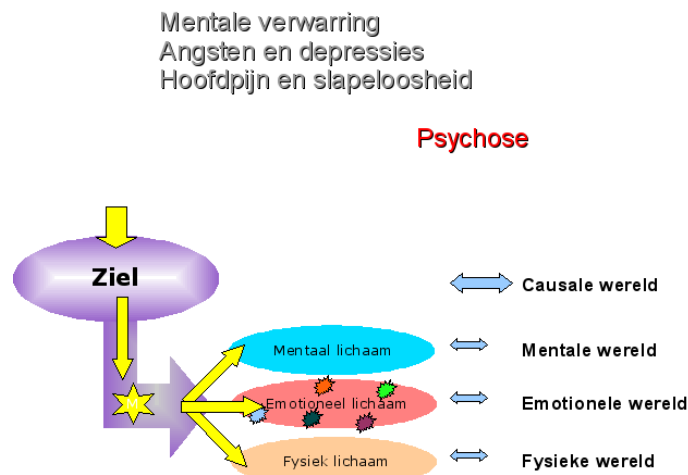 Mentale verwarring
Angsten en depressies
Hoofdpijn en slapeloosheid
Psychose
Ziel
Causale wereld
Mentaal lichaam
Mentale wereld
M
Emotioneel lichaam
Emotionele wereld
Fysiek lichaam
Fysieke wereld